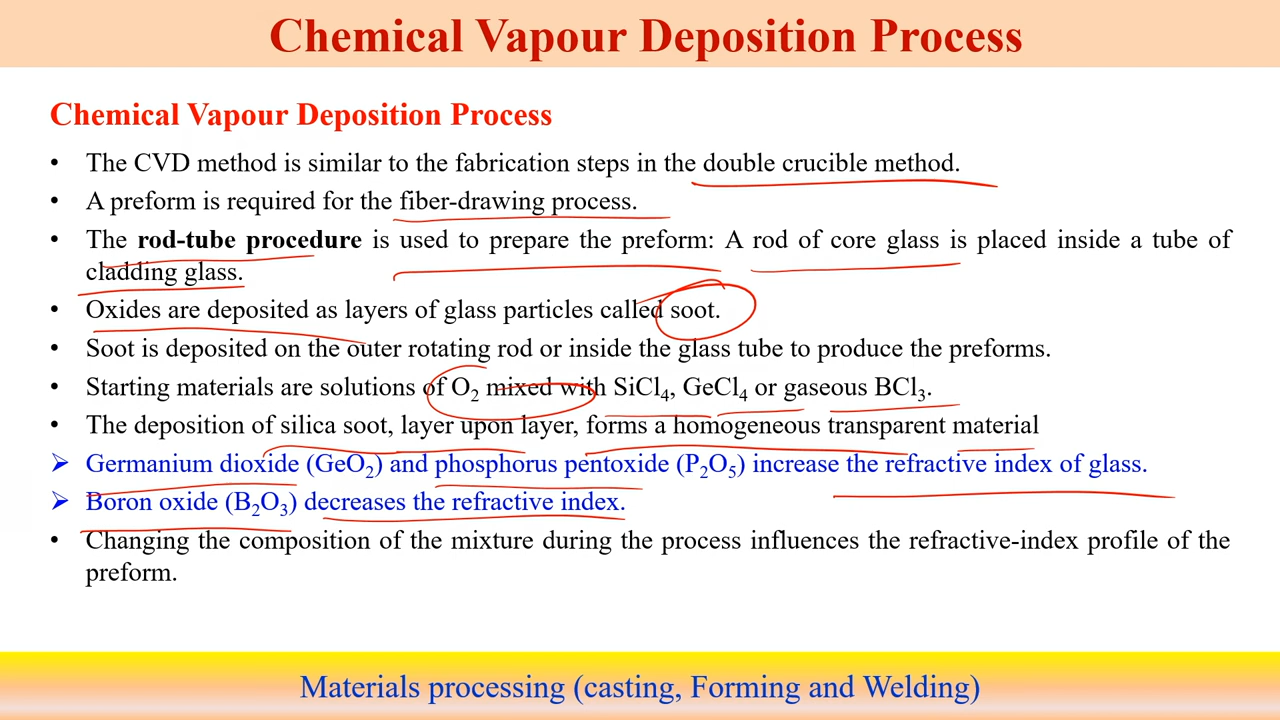 Chemical Vapour Deposition Process
Chemical Vapour Deposition Process
• The CVD method is similar to the fabrication steps in the double crucible method.
• A preform is required for the fiber-drawing process.
• The rod-tube procedure is used to prepare the preform: A rod of core glass is placed inside a tube of
cladding glass.
• Oxides are deposited as layers of glass particles called soot.
• Soot is deposited on the outer rotating rod or inside the glass tube to produce the preforms.
• Starting materials are solutions of O₂ mixed with SiCl₄, GeCl₄ or gaseous BCl₃.
• The deposition of silica soot, layer upon layer, forms a homogeneous transparent material
➢ Germanium dioxide (GeO₂) and phosphorus pentoxide (P₂O₅) increase the refractive index of glass.
➢ Boron oxide (B₂O₃) decreases the refractive index.
• Changing the composition of the mixture during the process influences the refractive-index profile of the
preform.
Materials processing (casting, Forming and Welding)